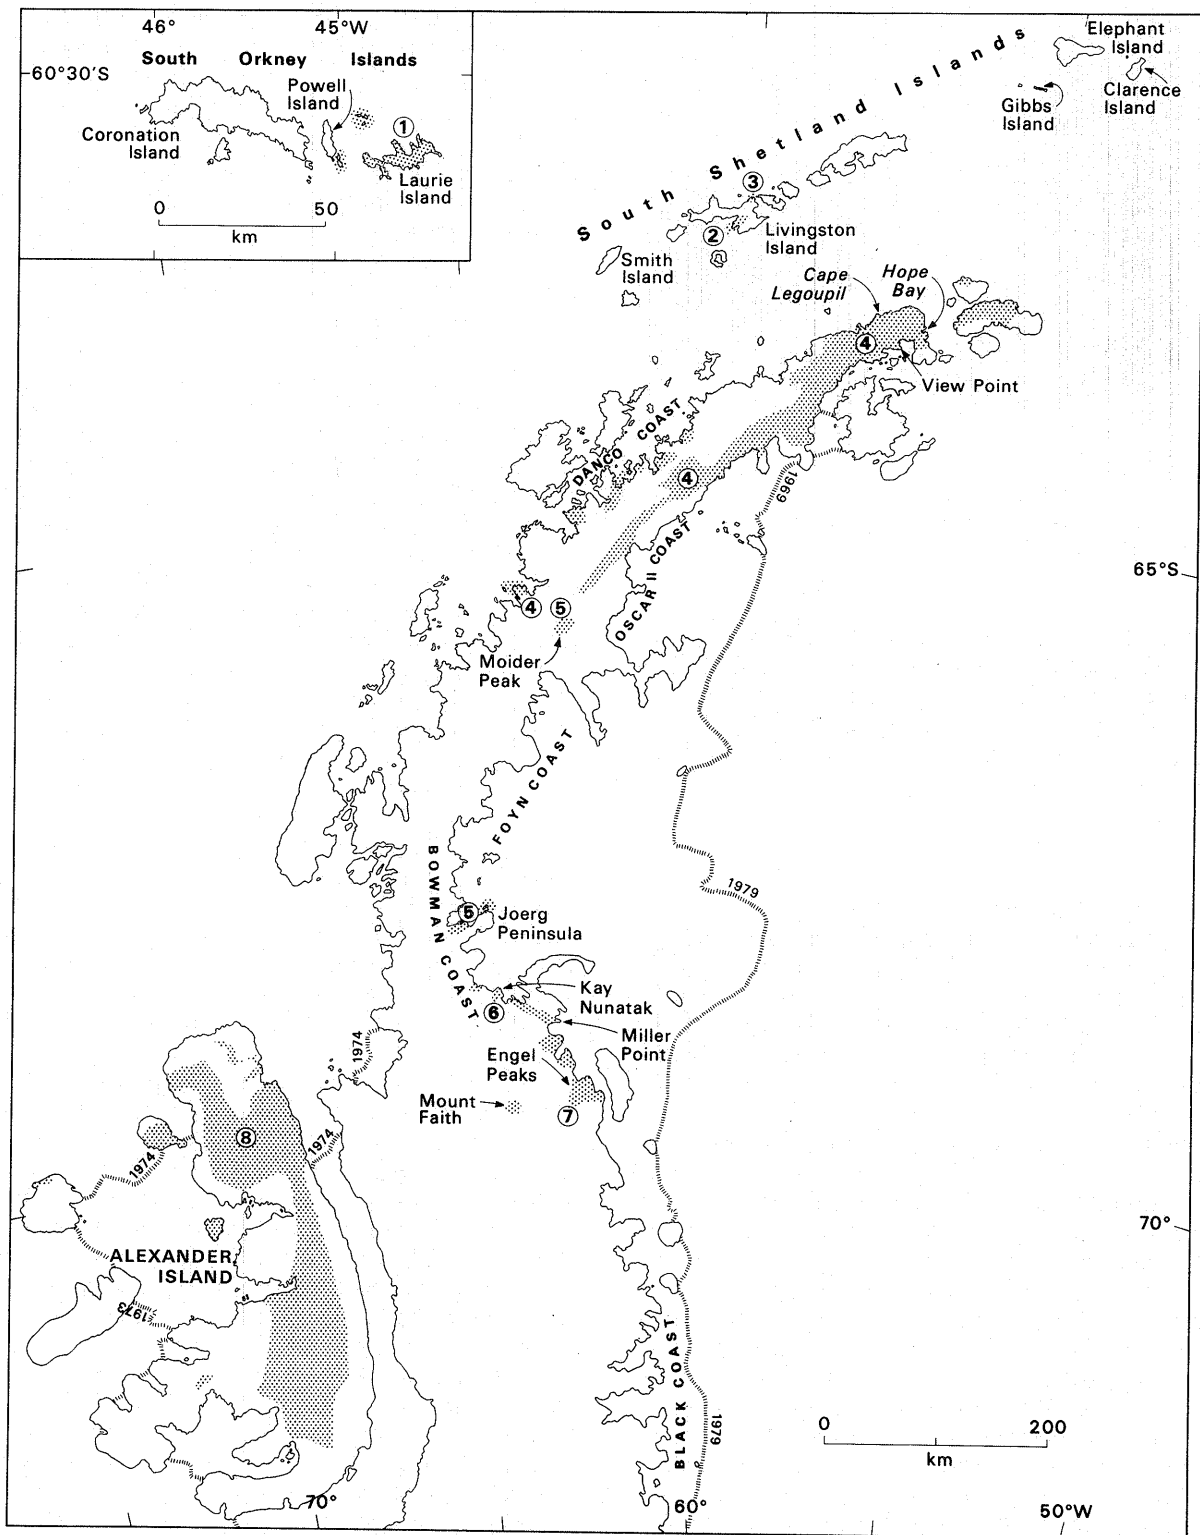 46°
45°W
South Orkney Islands
60°30'S
Powell
Island
1
Coronation
Island
Laurie
Island
0 50
km
South Shetland Islands
Elephant
Island
Clarence
Island
Gibbs
Island
3
2
Livingston
Island
Smith
Island
Cape
Legoupil
Hope
Bay
4
View Point
DANCO COAST
4
1969
OSCAR II COAST
65°S
4
5
Moider
Peak
FOYN COAST
BOWMAN COAST
1979
5
Joerg
Peninsula
Kay
Nunatak
6
Miller
Point
1974
Engel
Peaks
Mount
Faith
7
8
1974
1974
70°
ALEXANDER
ISLAND
1973
BLACK COAST
1979
0 200
km
70°
60°
50°W